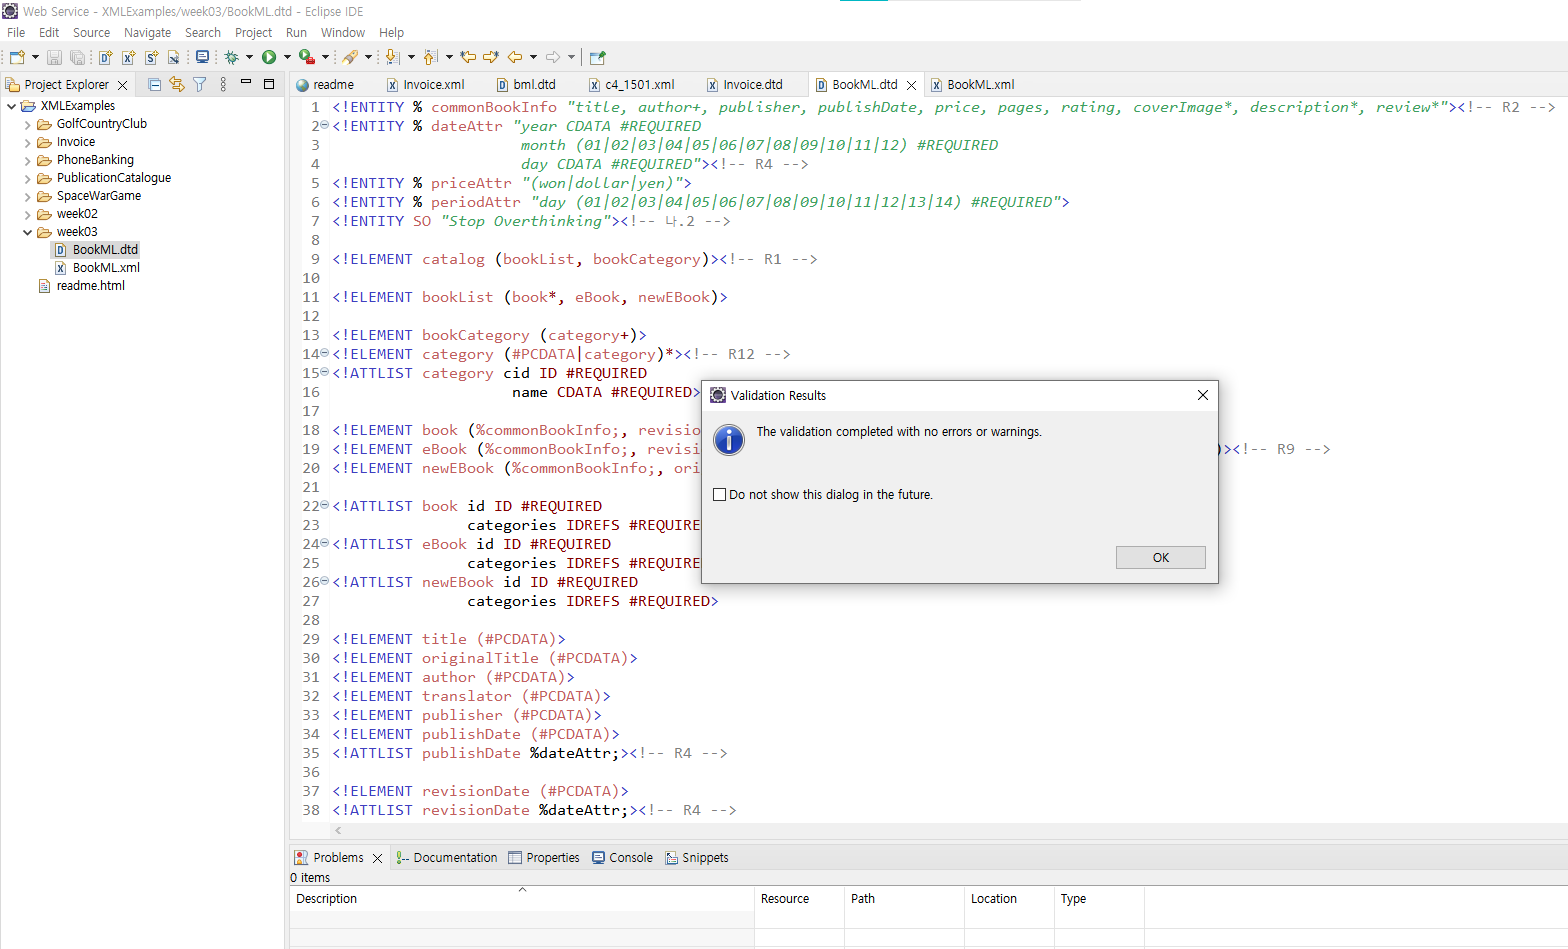 Web Service - XMLExamples/week03/BookML.dtd - Eclipse IDE
File Edit Source Navigate Search Project Run Window Help
Project Explorer
XMLExamples
GolfCountryClub
Invoice
PhoneBanking
PublicationCatalogue
SpaceWarGame
week02
week03
BookML.dtd
BookML.xml
readme.html
readme Invoice.xml bml.dtd c4_1501.xml Invoice.dtd BookML.dtd BookML.xml
1 <!ENTITY % commonBookInfo "title, author+, publisher, publishDate, price, pages, rating, coverImage*, description*, review*"><!-- R2 -->
2 <!ENTITY % dateAttr "year CDATA #REQUIRED
3 month (01|02|03|04|05|06|07|08|09|10|11|12) #REQUIRED
4 day CDATA #REQUIRED"><!-- R4 -->
5 <!ENTITY % priceAttr "(won|dollar|yen)">
6 <!ENTITY % periodAttr "day (01|02|03|04|05|06|07|08|09|10|11|12|13|14) #REQUIRED">
7 <!ENTITY SO "Stop Overthinking"><!-- 나.2 -->
8
9 <!ELEMENT catalog (bookList, bookCategory)><!-- R1 -->
10
11 <!ELEMENT bookList (book*, eBook, newEBook)>
12
13 <!ELEMENT bookCategory (category+)>
14 <!ELEMENT category (#PCDATA|category)*><!-- R12 -->
15 <!ATTLIST category cid ID #REQUIRED
16 name CDATA #REQUIRED>
17
18 <!ELEMENT book (%commonBookInfo;, revisio
19 <!ELEMENT eBook (%commonBookInfo;, revisi )><!-- R9 -->
20 <!ELEMENT newEBook (%commonBookInfo;, ori
21
22 <!ATTLIST book id ID #REQUIRED
23 categories IDREFS #REQUIRE
24 <!ATTLIST eBook id ID #REQUIRED
25 categories IDREFS #REQUIRE
26 <!ATTLIST newEBook id ID #REQUIRED
27 categories IDREFS #REQUIRED>
28
29 <!ELEMENT title (#PCDATA)>
30 <!ELEMENT originalTitle (#PCDATA)>
31 <!ELEMENT author (#PCDATA)>
32 <!ELEMENT translator (#PCDATA)>
33 <!ELEMENT publisher (#PCDATA)>
34 <!ELEMENT publishDate (#PCDATA)>
35 <!ATTLIST publishDate %dateAttr;><!-- R4 -->
36
37 <!ELEMENT revisionDate (#PCDATA)>
38 <!ATTLIST revisionDate %dateAttr;><!-- R4 -->
Validation Results
The validation completed with no errors or warnings.
Do not show this dialog in the future.
OK
Problems Documentation Properties Console Snippets
0 items
Description Resource Path Location Type